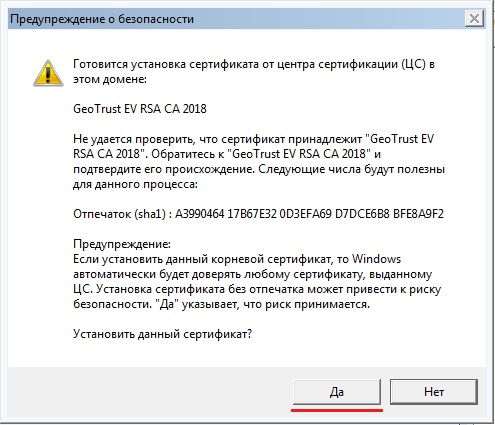 Предупреждение о безопасности
Готовится установка сертификата от центра сертификации (ЦС) в
этом домене:
GeoTrust EV RSA CA 2018
Не удается проверить, что сертификат принадлежит "GeoTrust EV
RSA CA 2018". Обратитесь к "GeoTrust EV RSA CA 2018" и
подтвердите его происхождение. Следующие числа будут полезны
для данного процесса:
Отпечаток (sha1) : A3990464 17B67E32 0D3EFA69 D7DCE6B8 BFE8A9F2
Предупреждение:
Если установить данный корневой сертификат, то Windows
автоматически будет доверять любому сертификату, выданному
ЦС. Установка сертификата без отпечатка может привести к риску
безопасности. "Да" указывает, что риск принимается.
Установить данный сертификат?
Да
Нет